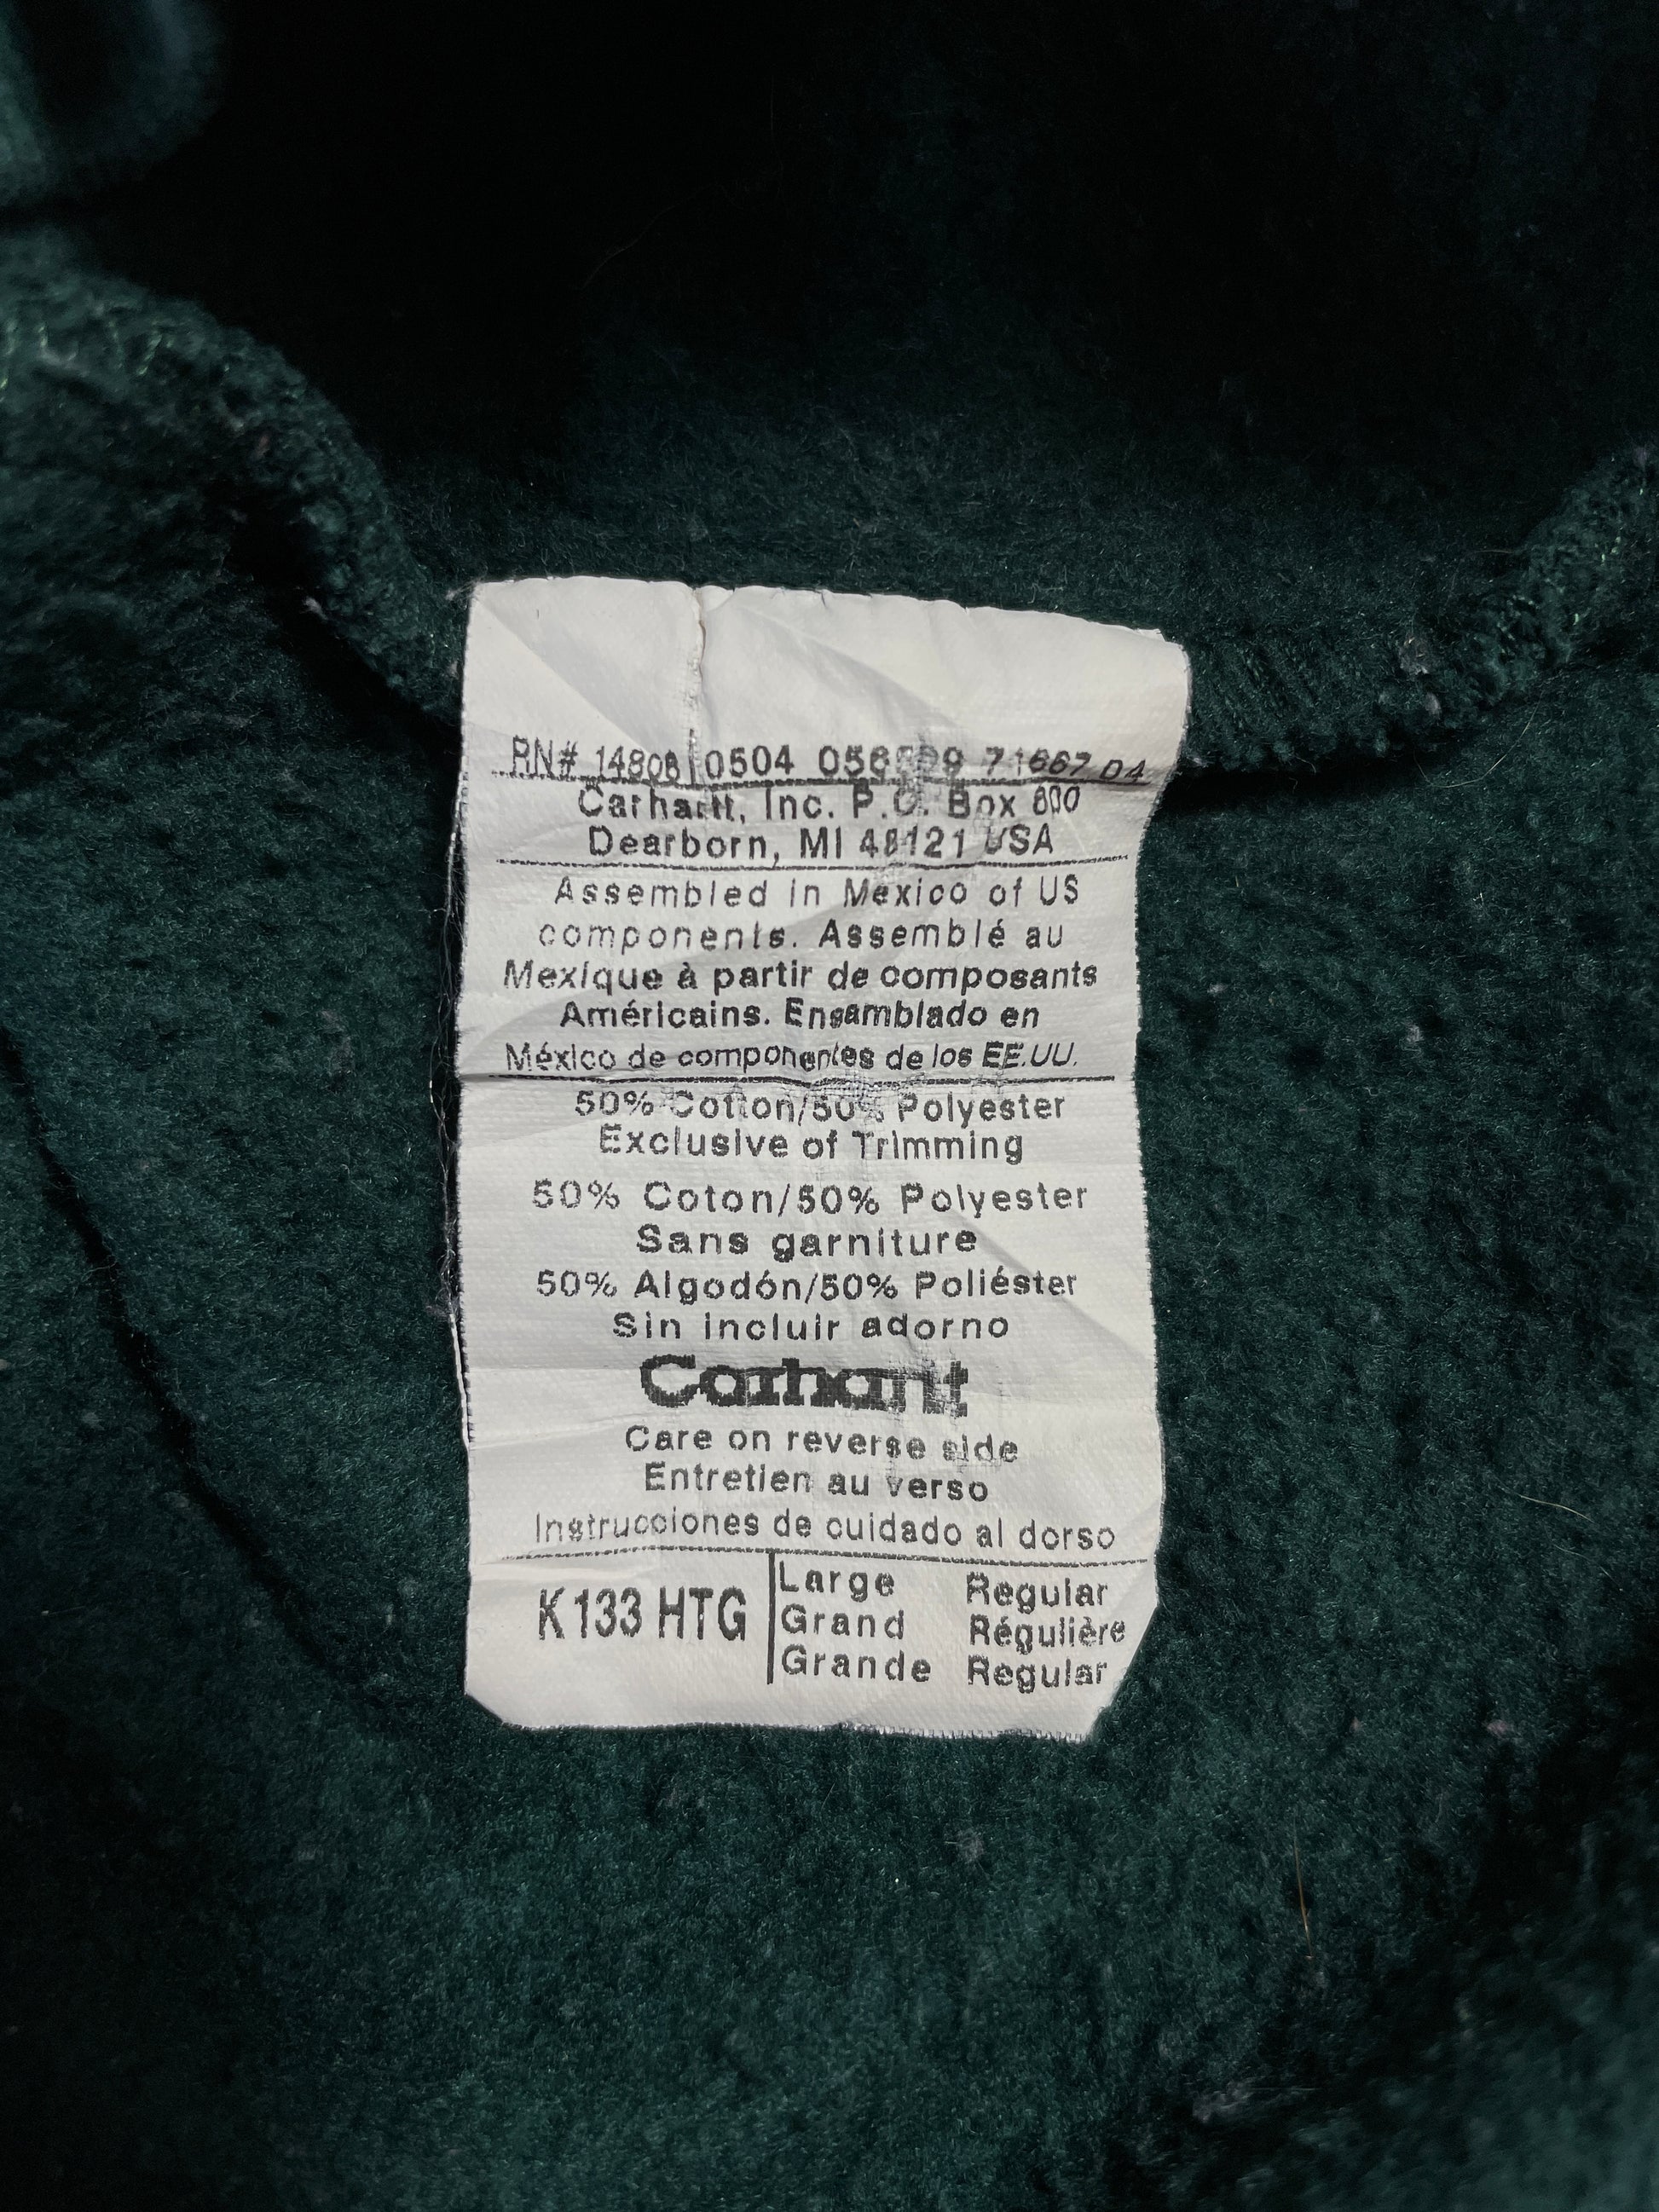 RN# 14806 0504 71667 04
Carhartt, Inc. P.O. Box 600
Dearborn, MI 48121 USA
Assembled in Mexico of US
components. Assemblé au
Mexique à partir de composants
Américains. Ensamblado en
México de componentes de los EE.UU.
50% Cotton/50% Polyester
Exclusive of Trimming
50% Coton/50% Polyester
Sans garniture
50% Algodón/50% Poliéster
Sin incluir adorno
Carhartt
Care on reverse side
Entretien au verso
Instrucciones de cuidado al dorso
K133 HTG
Large Regular
Grand Régulière
Grande Regular